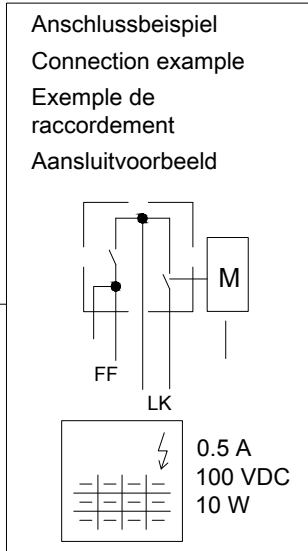 Anschlussbeispiel
Connection example
Exemple de
raccordement
Aansluitvoorbeeld
M
FF
LK
0.5 A
100 VDC
10 W